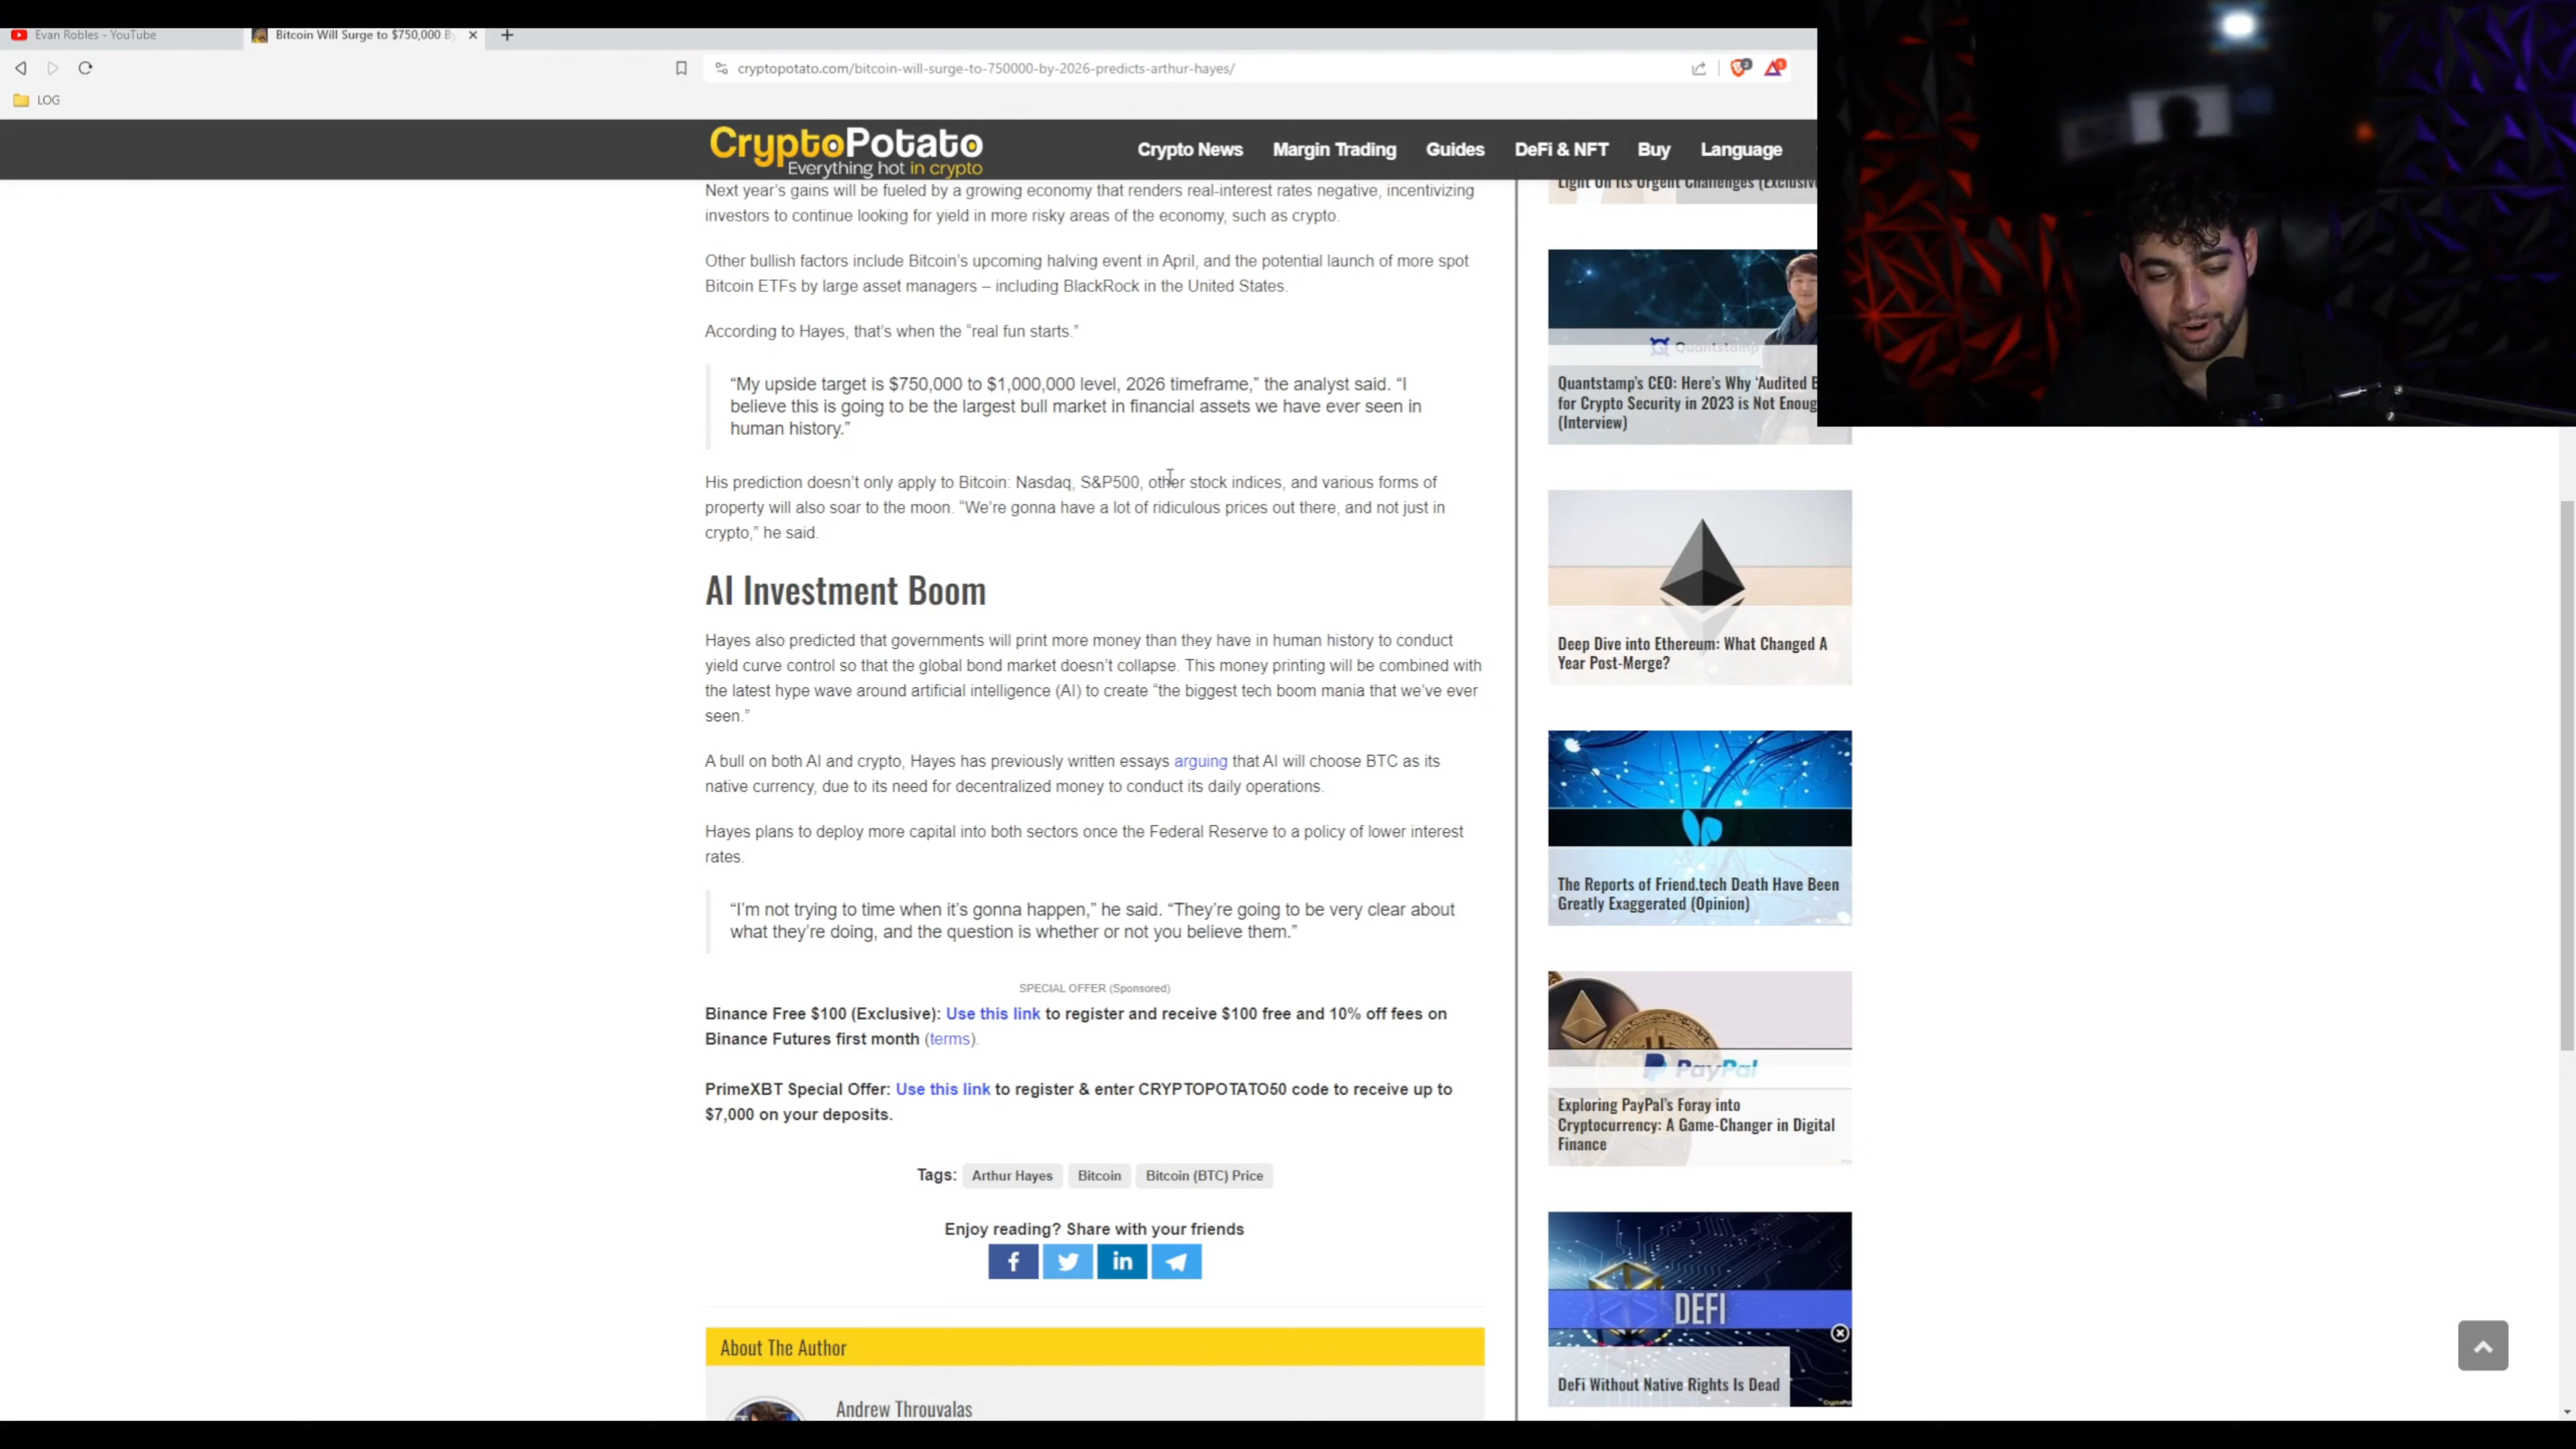 Evan Robles - YouTube
Bitcoin Will Surge to $750,000 By
cryptopotato.com/bitcoin-will-surge-to-750000-by-2026-predicts-arthur-hayes/
LOG
CryptoPotato
Everything hot in crypto
Crypto News
Margin Trading
Guides
DeFi & NFT
Buy
Language
Next year's gains will be fueled by a growing economy that renders real-interest rates negative, incentivizing
investors to continue looking for yield in more risky areas of the economy, such as crypto.
Other bullish factors include Bitcoin's upcoming halving event in April, and the potential launch of more spot
Bitcoin ETFs by large asset managers – including BlackRock in the United States.
According to Hayes, that's when the “real fun starts.”
“My upside target is $750,000 to $1,000,000 level, 2026 timeframe,” the analyst said. “I
believe this is going to be the largest bull market in financial assets we have ever seen in
human history.”
His prediction doesn't only apply to Bitcoin: Nasdaq, S&P500, other stock indices, and various forms of
property will also soar to the moon. “We're gonna have a lot of ridiculous prices out there, and not just in
crypto,” he said.
AI Investment Boom
Hayes also predicted that governments will print more money than they have in human history to conduct
yield curve control so that the global bond market doesn't collapse. This money printing will be combined with
the latest hype wave around artificial intelligence (AI) to create “the biggest tech boom mania that we've ever
seen.”
A bull on both AI and crypto, Hayes has previously written essays arguing that AI will choose BTC as its
native currency, due to its need for decentralized money to conduct its daily operations.
Hayes plans to deploy more capital into both sectors once the Federal Reserve to a policy of lower interest
rates.
“I'm not trying to time when it's gonna happen,” he said. “They're going to be very clear about
what they're doing, and the question is whether or not you believe them.”
SPECIAL OFFER (Sponsored)
Binance Free $100 (Exclusive): Use this link to register and receive $100 free and 10% off fees on
Binance Futures first month (terms).
PrimeXBT Special Offer: Use this link to register & enter CRYPTOPOTATO50 code to receive up to
$7,000 on your deposits.
Tags:
Arthur Hayes
Bitcoin
Bitcoin (BTC) Price
Enjoy reading? Share with your friends
About The Author
Andrew Throuvalas
Light On Its Urgent Challenges (Exclusiv
Quantstamp
Quantstamp's CEO: Here's Why 'Audited B
for Crypto Security in 2023 is Not Enoug
(Interview)
Deep Dive into Ethereum: What Changed A
Year Post-Merge?
The Reports of Friend.tech Death Have Been
Greatly Exaggerated (Opinion)
PayPal
Exploring PayPal's Foray into
Cryptocurrency: A Game-Changer in Digital
Finance
DEFI
DeFi Without Native Rights Is Dead